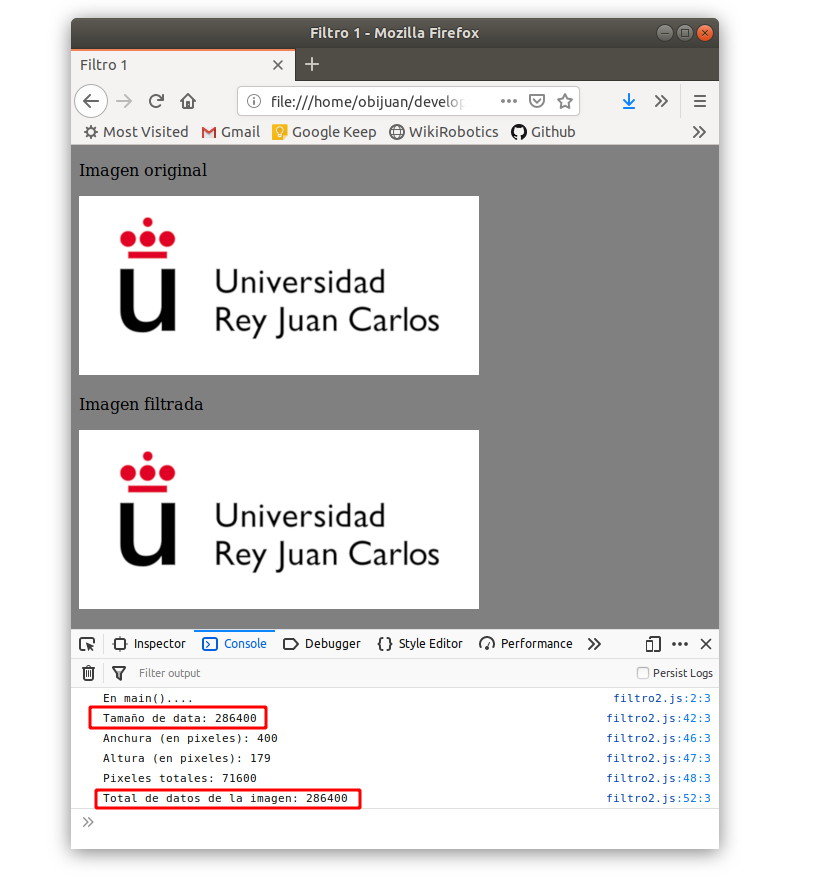 Filtro 1 - Mozilla Firefox
Filtro 1
file:///home/obijuan/develop
Most Visited Gmail Google Keep WikiRobotics Github
Imagen original
Universidad
Rey Juan Carlos
Imagen filtrada
Universidad
Rey Juan Carlos
Inspector Console Debugger Style Editor Performance
Filter output Persist Logs
En main().... filtro2.js:2:3
Tamaño de data: 286400 filtro2.js:42:3
Anchura (en pixeles): 400 filtro2.js:46:3
Altura (en pixeles): 179 filtro2.js:47:3
Pixeles totales: 71600 filtro2.js:48:3
Total de datos de la imagen: 286400 filtro2.js:52:3